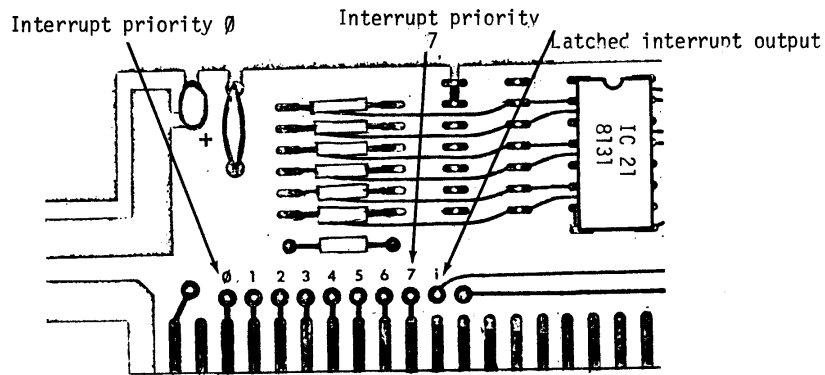 Interrupt priority Ø
Interrupt priority
7
Latched interrupt output
+
IC 21
8131
Ø 1 2 3 4 5 6 7 i